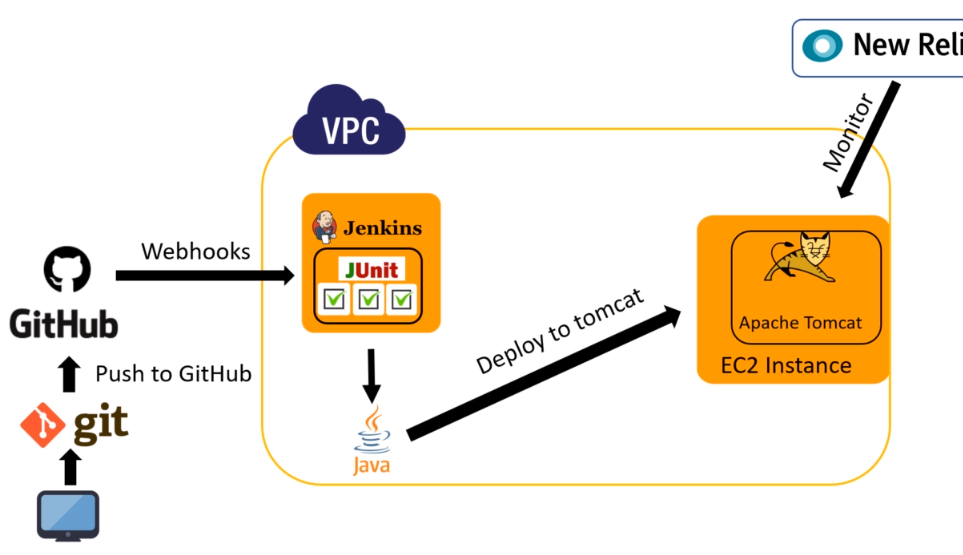 New Reli
Monitor
VPC
Jenkins
JUnit
Webhooks
GitHub
Push to GitHub
git
Java
Deploy to tomcat
Apache Tomcat
EC2 Instance